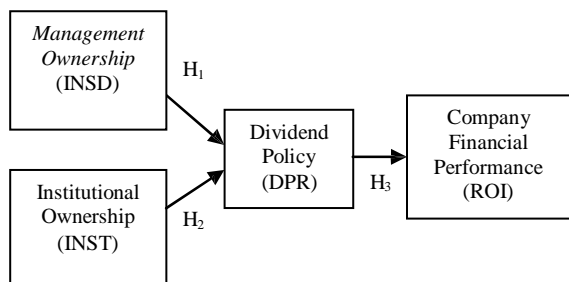 Management
Ownership
(INSD)
H1
Institutional
Ownership
(INST)
H2
Dividend
Policy
(DPR)
H3
Company
Financial
Performance
(ROI)